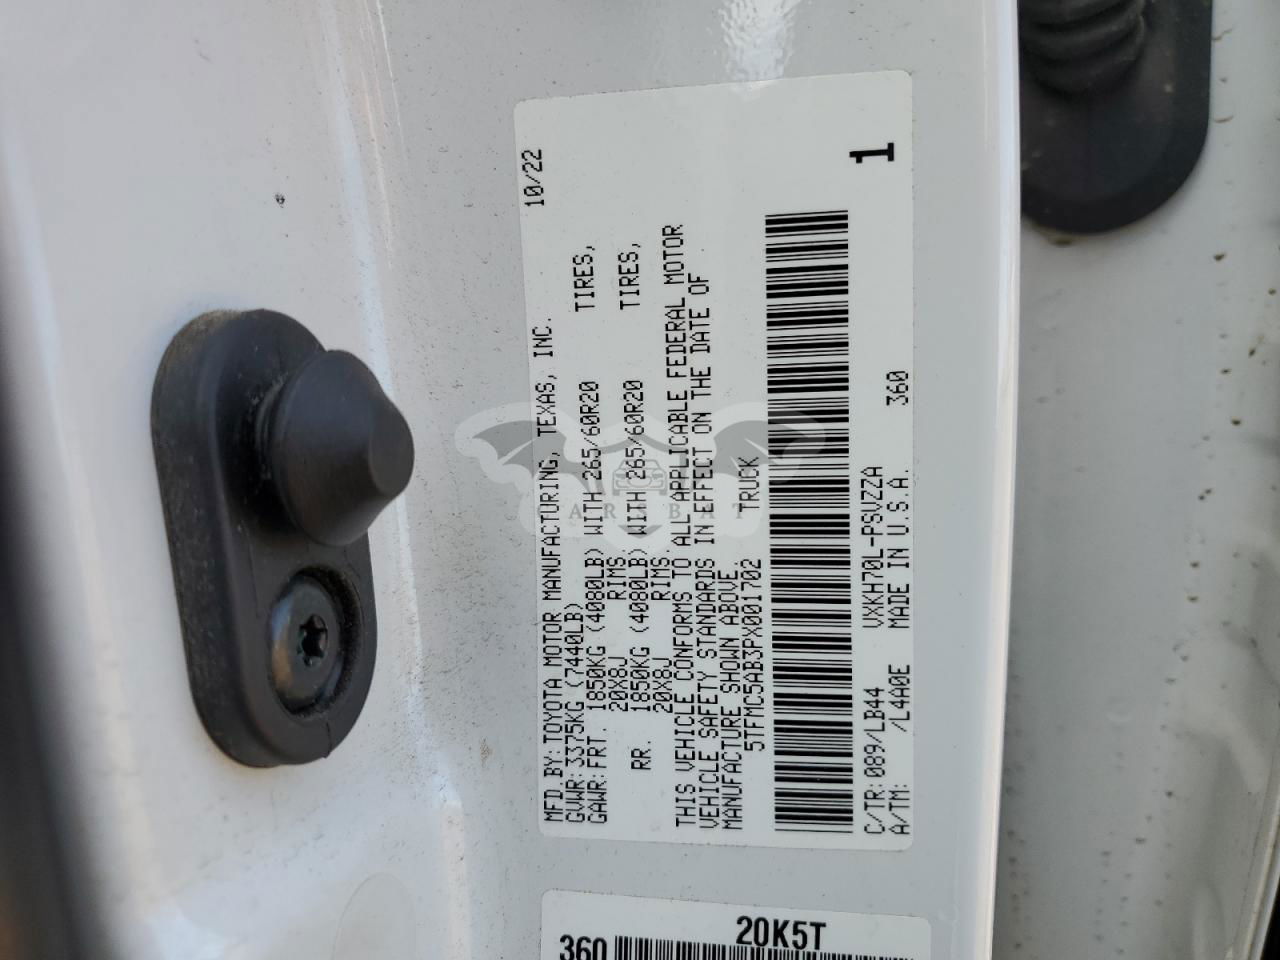 10/22
MFD.BY:TOYOTA MOTOR MANUFACTURING, TEXAS, INC.
GVWR:3375KG (7440LB)
GAWR:FRT. 1850KG (4080LB) WITH 265/60R20 TIRES,
20X8J RIMS.
RR. 1850KG (4080LB) WITH 265/60R20 TIRES,
20X8J RIMS.
THIS VEHICLE CONFORMS TO ALL APPLICABLE FEDERAL MOTOR
VEHICLE SAFETY STANDARDS IN EFFECT ON THE DATE OF
MANUFACTURE SHOWN ABOVE.
5TFMC5AB3PX001702 TRUCK
1
C/TR:089/LB44 VXKH70L-PSVZZA
A/TM: /L4A0E MADE IN U.S.A. 360
20K5T
360
CARSBAT